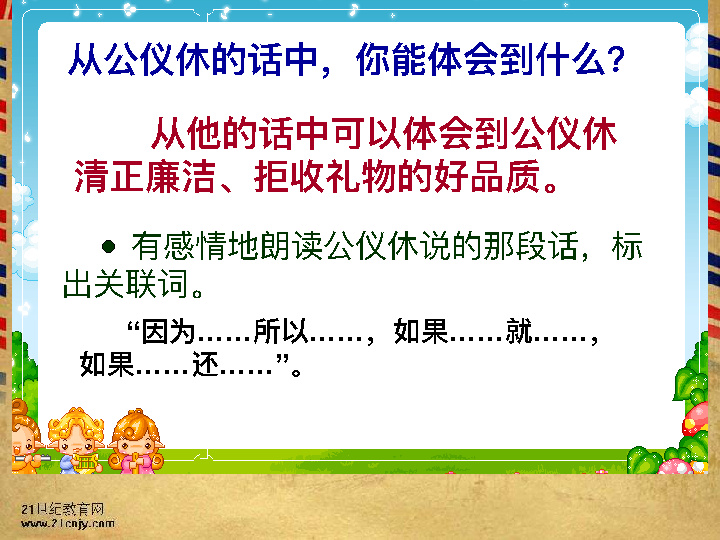 从公仪休的话中，你能体会到什么？
从他的话中可以体会到公仪休
清正廉洁、拒收礼物的好品质。
● 有感情地朗读公仪休说的那段话，标
出关联词。
“因为……所以……，如果……就……，
如果……还……”。
21世纪教育网
www.21cnjy.com